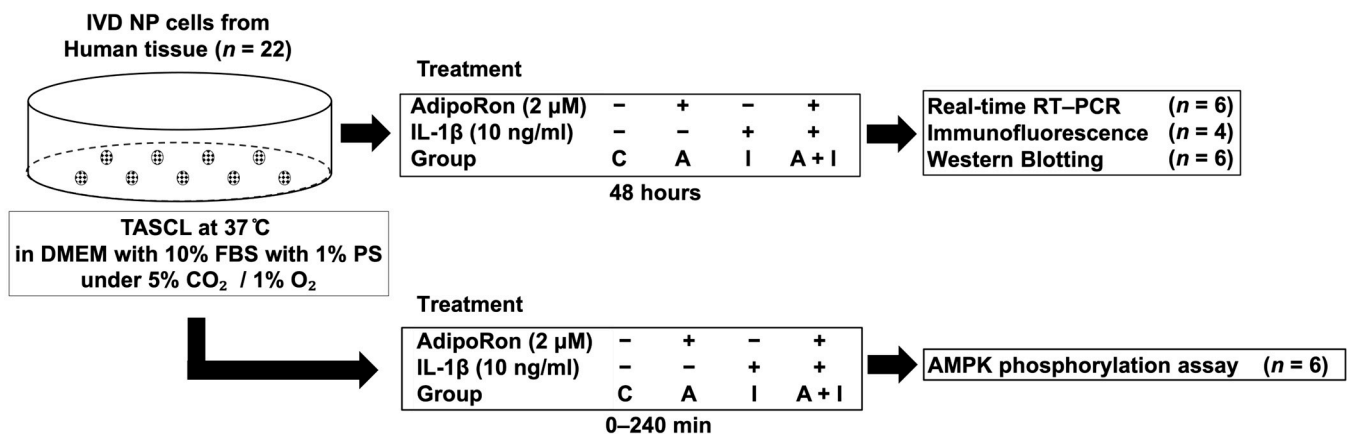 IVD NP cells from
Human tissue (n = 22)
TASCL at 37℃
in DMEM with 10% FBS with 1% PS
under 5% CO₂ / 1% O₂
Treatment
AdipoRon (2 μM) − + − +
IL-1β (10 ng/ml) − − + +
Group C A I A + I
48 hours
Real-time RT–PCR (n = 6)
Immunofluorescence (n = 4)
Western Blotting (n = 6)
Treatment
AdipoRon (2 μM) − + − +
IL-1β (10 ng/ml) − − + +
Group C A I A + I
0–240 min
AMPK phosphorylation assay (n = 6)